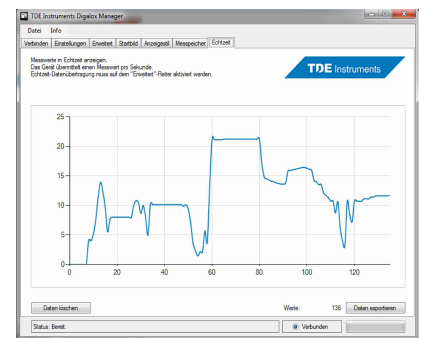 TDE Instruments Digalox Manager
Datei Info
Verbinden Einstellungen Erweitert Startbild Anzeigestil Messpeicher Echtzeit
Messwerte in Echtzeit anzeigen.
Das Gerät übermittelt einen Messwert pro Sekunde.
Echtzeit-Datenübertragung muss auf dem "Erweitert"-Reiter aktiviert werden.
TDE Instruments
25
20
15
10
5
0
0 20 40 60 80 100 120
Daten löschen Werte: 136 Daten exportieren
Status: Bereit. Verbunden